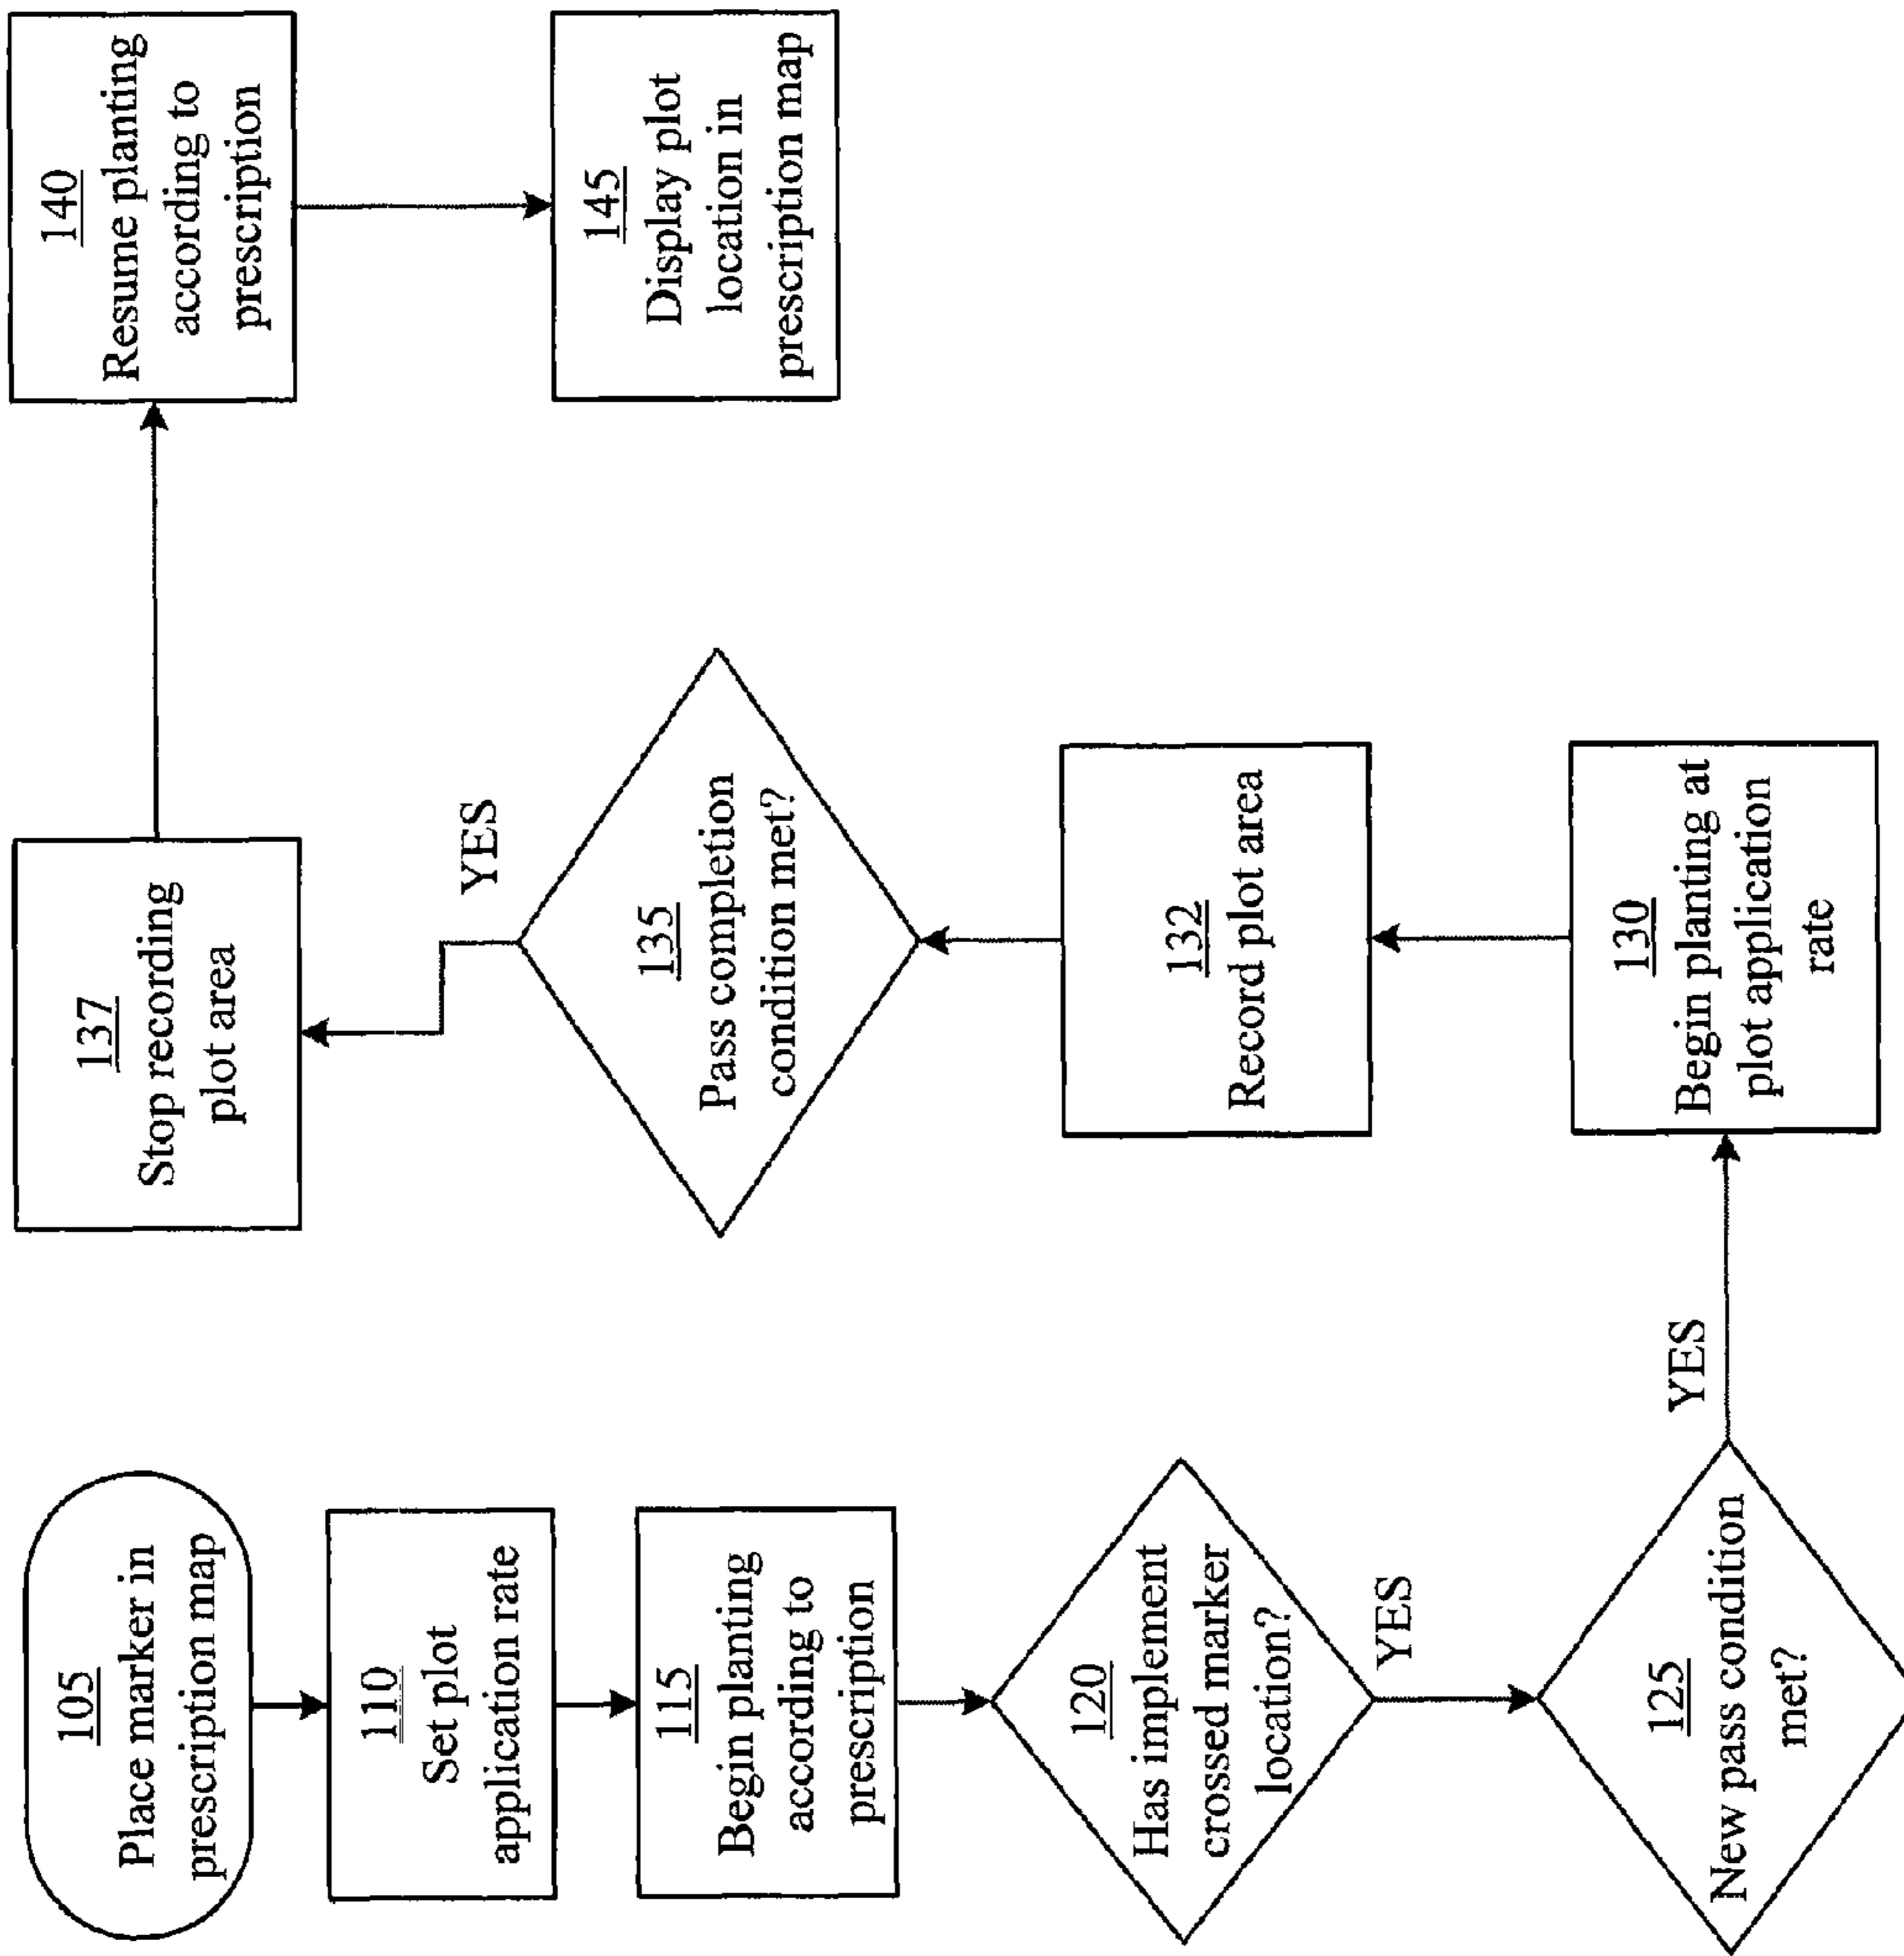 105
Place marker in
prescription map
110
Set plot
application rate
115
Begin planting
according to
prescription
120
Has implement
crossed marker
location?
YES
125
New pass condition
met?
YES
130
Begin planting at
plot application
rate
132
Record plot area
135
Pass completion
condition met?
YES
137
Stop recording
plot area
140
Resume planting
according to
prescription
145
Display plot
location in
prescription map